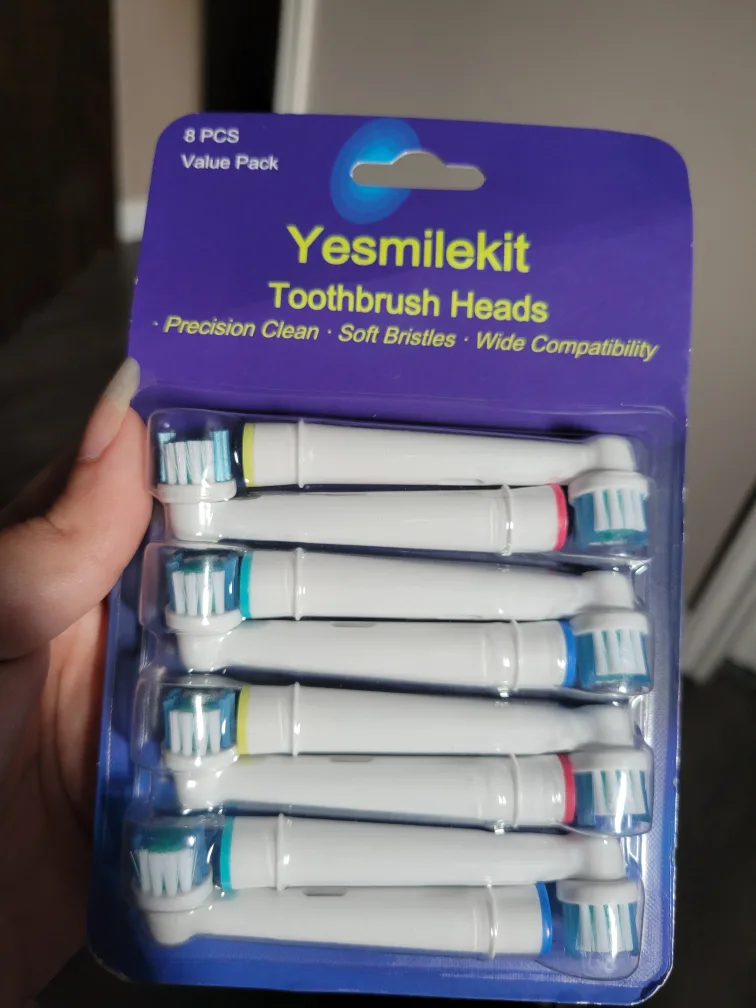 8 PCS
Value Pack
Yesmilekit
Toothbrush Heads
· Precision Clean · Soft Bristles · Wide Compatibility